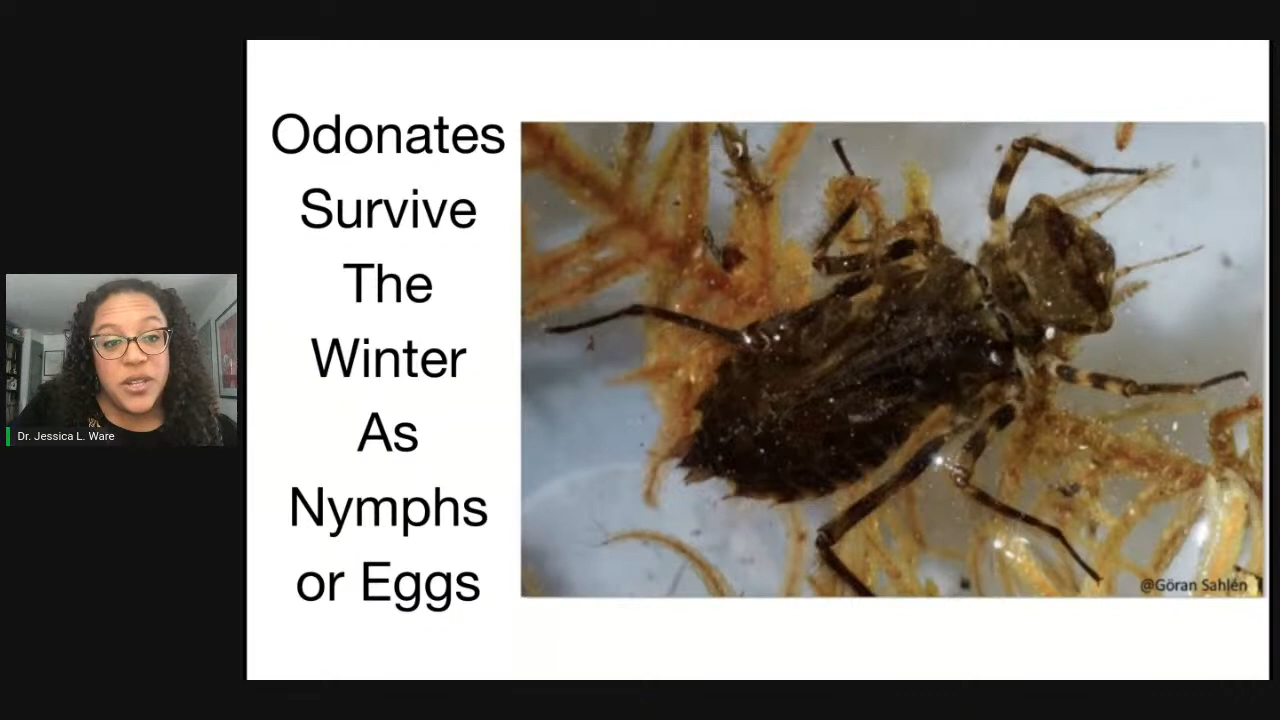 Odonates
Survive
The
Winter
As
Nymphs
or Eggs
@Göran Sahlén
Dr. Jessica L. Ware